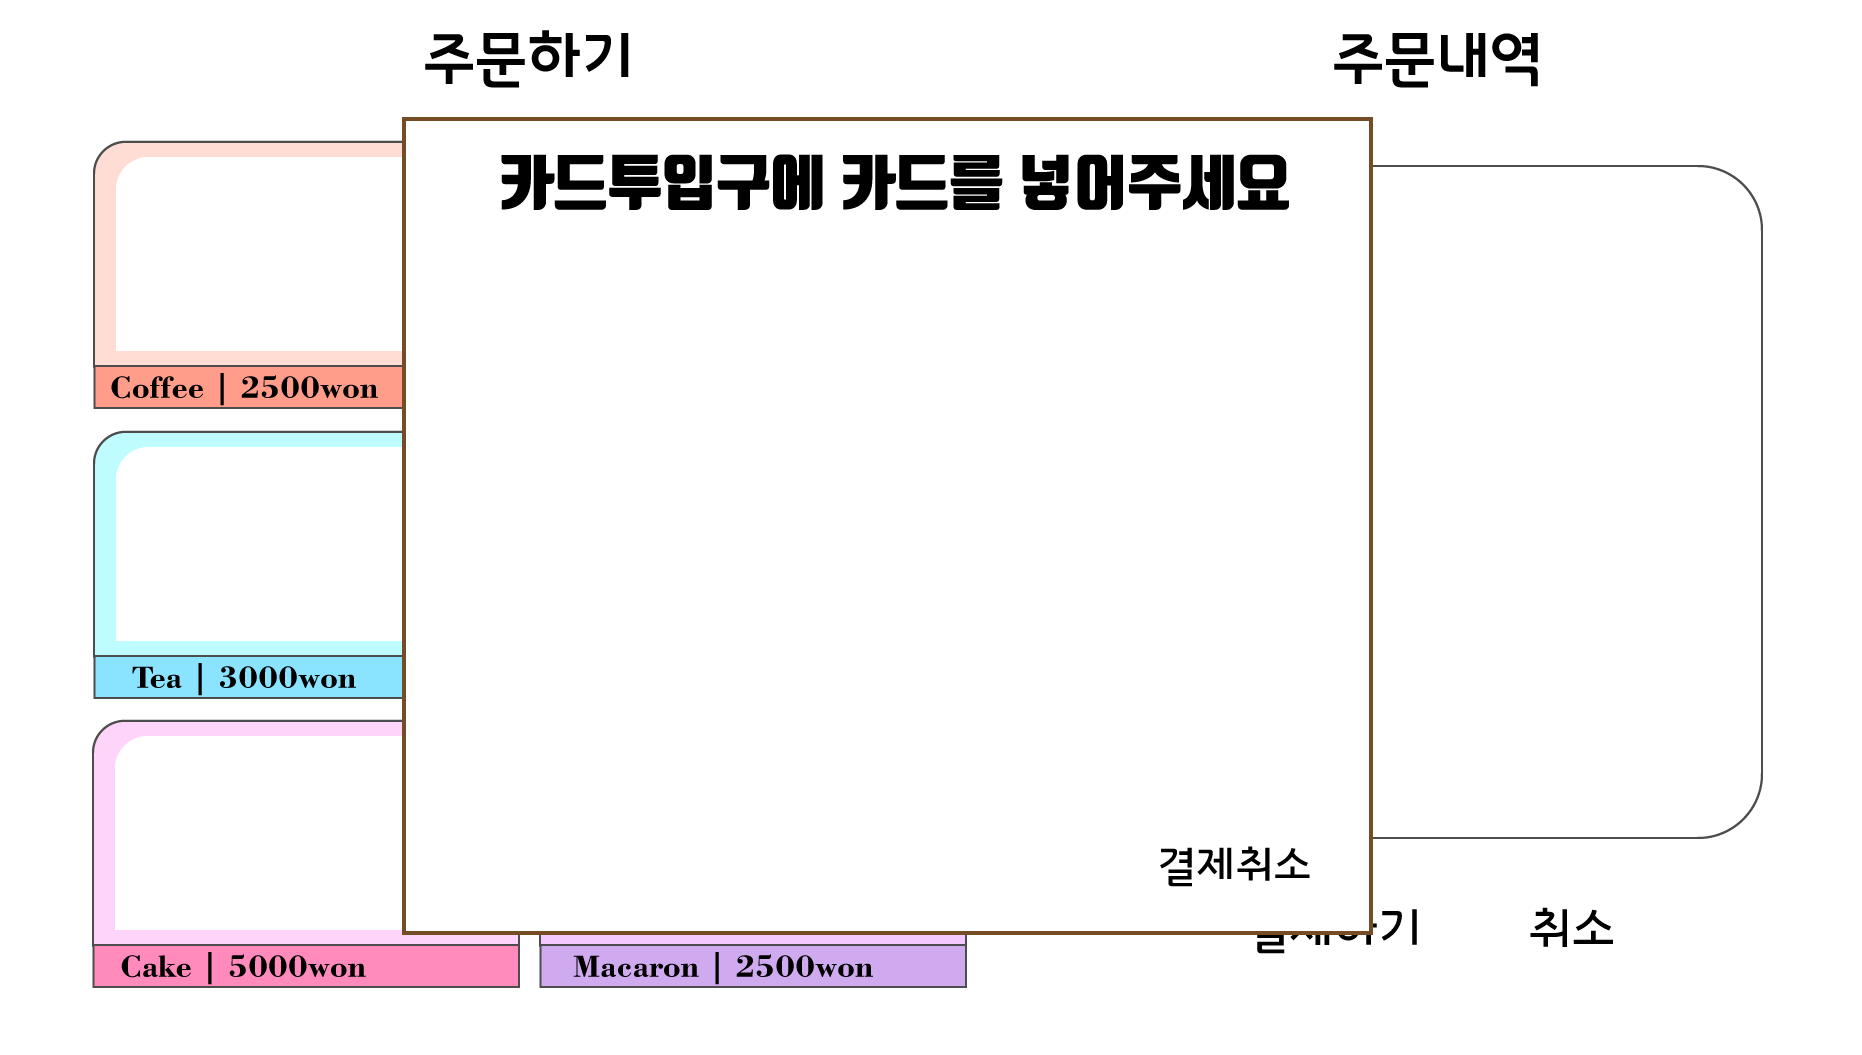 주문하기
주문내역
카드투입구에 카드를 넣어주세요
Coffee | 2500won
Tea | 3000won
결제취소
결제하기
취소
Cake | 5000won
Macaron | 2500won